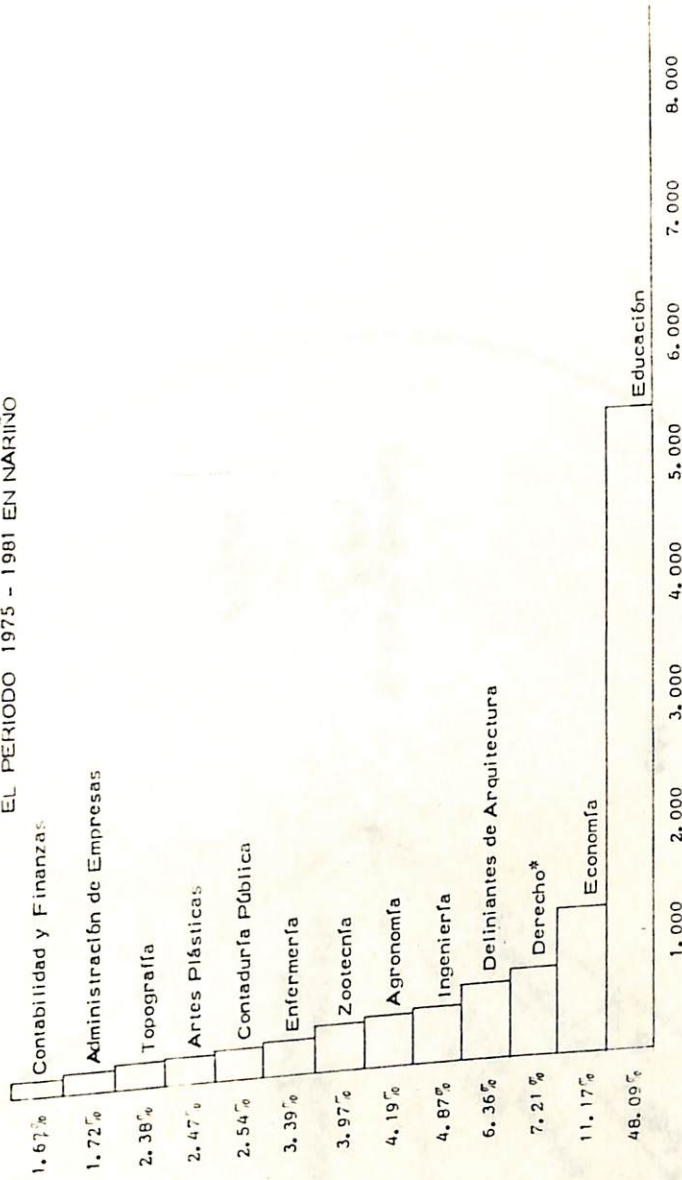 EL PERIODO 1975 - 1981 EN NARIÑO
1.67% Contabilidad y Finanzas
1.72% Administración de Empresas
2.38% Topografía
2.47% Artes Plásticas
2.54% Contaduría Pública
3.39% Enfermería
3.97% Zootecnía
4.19% Agronomía
4.87% Ingeniería
6.36% Deliniantes de Arquitectura
7.21% Derecho*
11.17% Economía
48.09% Educación
1.000 2.000 3.000 4.000 5.000 6.000 7.000 8.000